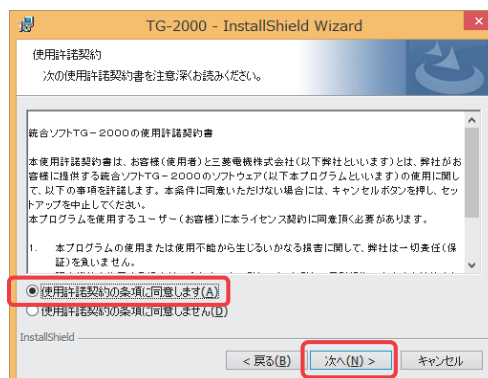 TG-2000 - InstallShield Wizard
使用許諾契約
次の使用許諾契約書を注意深くお読みください。
統合ソフトTG－2000の使用許諾契約書
本使用許諾契約書は、お客様(使用者)と三菱電機株式会社(以下弊社といいます)とは、弊社がお
客様に提供する統合ソフトTG－2000のソフトウェア(以下本プログラムといいます)の使用に関し
て、以下の事項を許諾します。本条件に同意いただけない場合には、キャンセルボタンを押し、セッ
トアップを中止してください。
本プログラムを使用するユーザー(お客様)に本ライセンス契約に同意頂く必要があります。
1. 本プログラムの使用または使用不能から生じるいかなる損害に関して、弊社は一切責任(保
証)を負いません。
使用許諾契約の条項に同意します(A)
使用許諾契約の条項に同意しません(D)
InstallShield
< 戻る(B)
次へ(N) >
キャンセル